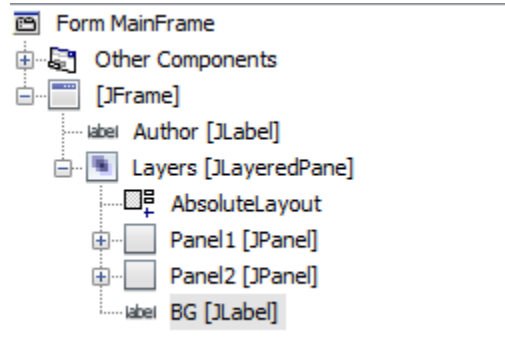 Form MainFrame
Other Components
[JFrame]
label Author [JLabel]
Layers [JLayeredPane]
AbsoluteLayout
Panel1 [JPanel]
Panel2 [JPanel]
label BG [JLabel]